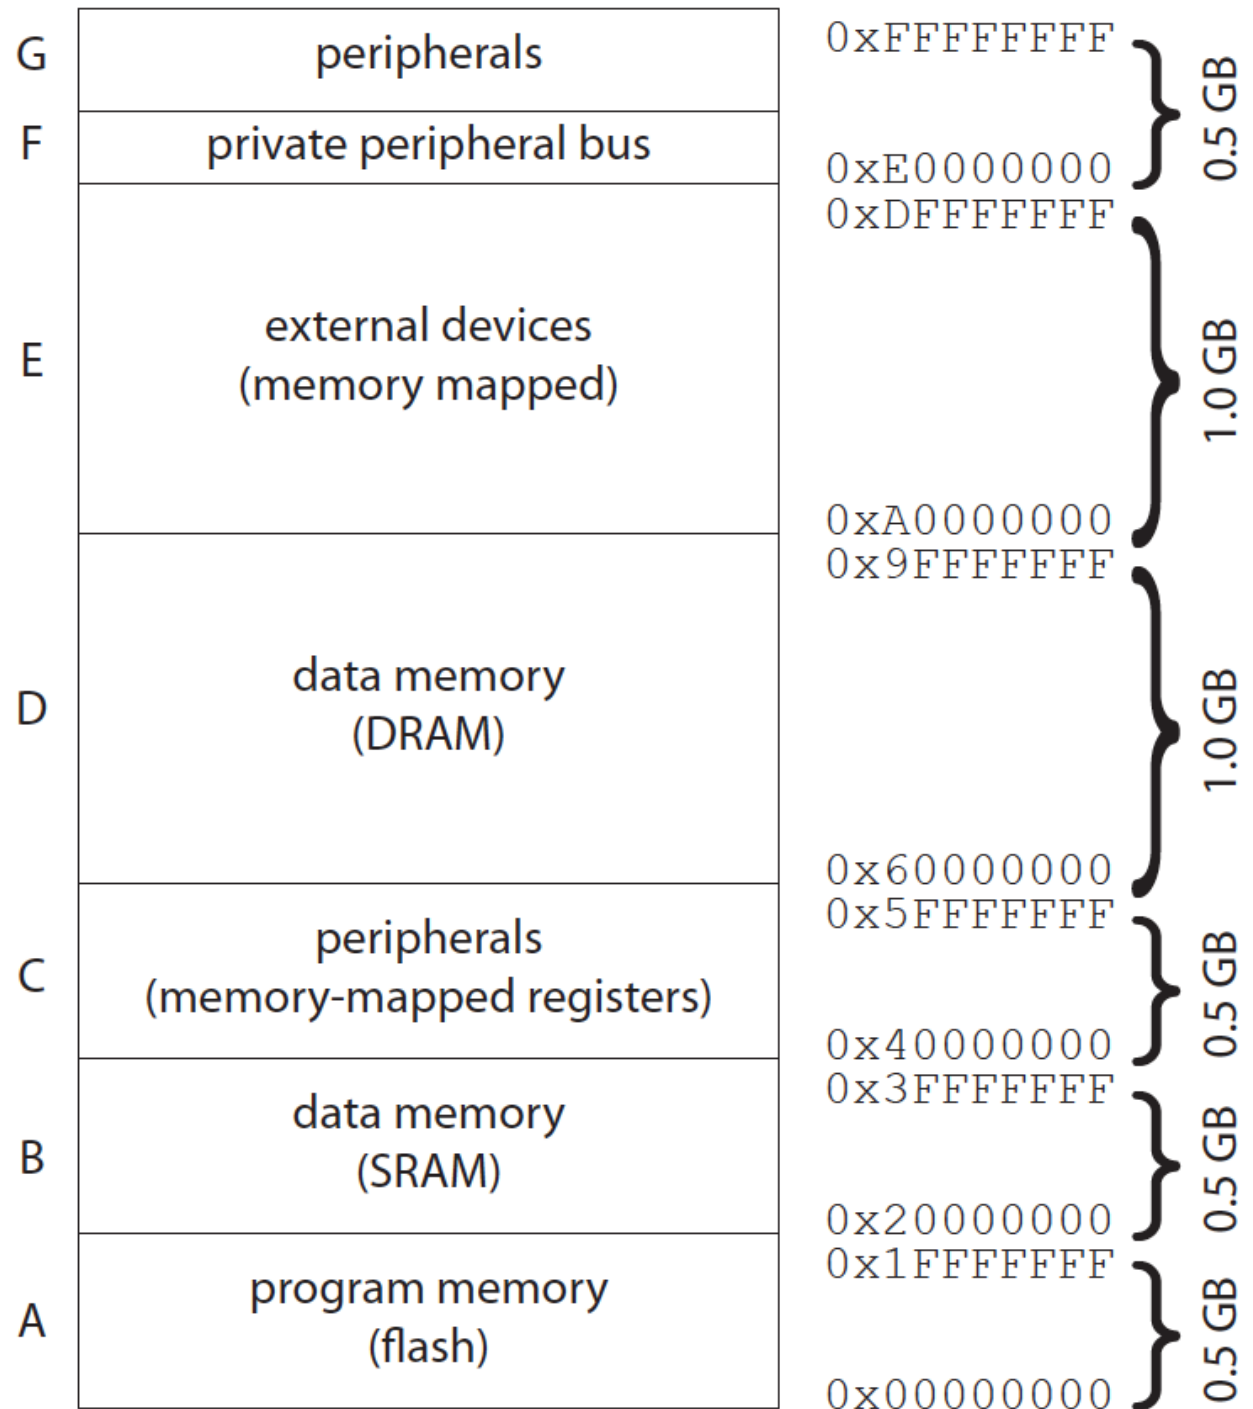 G
peripherals
0xFFFFFFFF
0.5 GB
F
private peripheral bus
0xE0000000
0xDFFFFFFF
E
external devices
(memory mapped)
1.0 GB
0xA0000000
0x9FFFFFFF
D
data memory
(DRAM)
1.0 GB
0x60000000
0x5FFFFFFF
C
peripherals
(memory-mapped registers)
0.5 GB
0x40000000
0x3FFFFFFF
B
data memory
(SRAM)
0.5 GB
0x20000000
0x1FFFFFFF
A
program memory
(flash)
0.5 GB
0x00000000